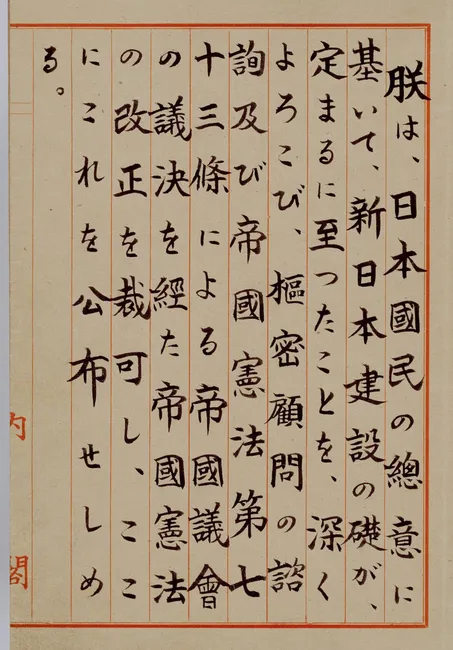 朕は、日本國民の總意に
基いて、新日本建設の礎が、
定まるに至つたことを、深く
よろこび、樞密顧問の諮
詢及び帝國憲法第七
十三條による帝國議會
の議決を經た帝國憲法
の改正を裁可し、ここ
にこれを公布せしめ
る。
内閣